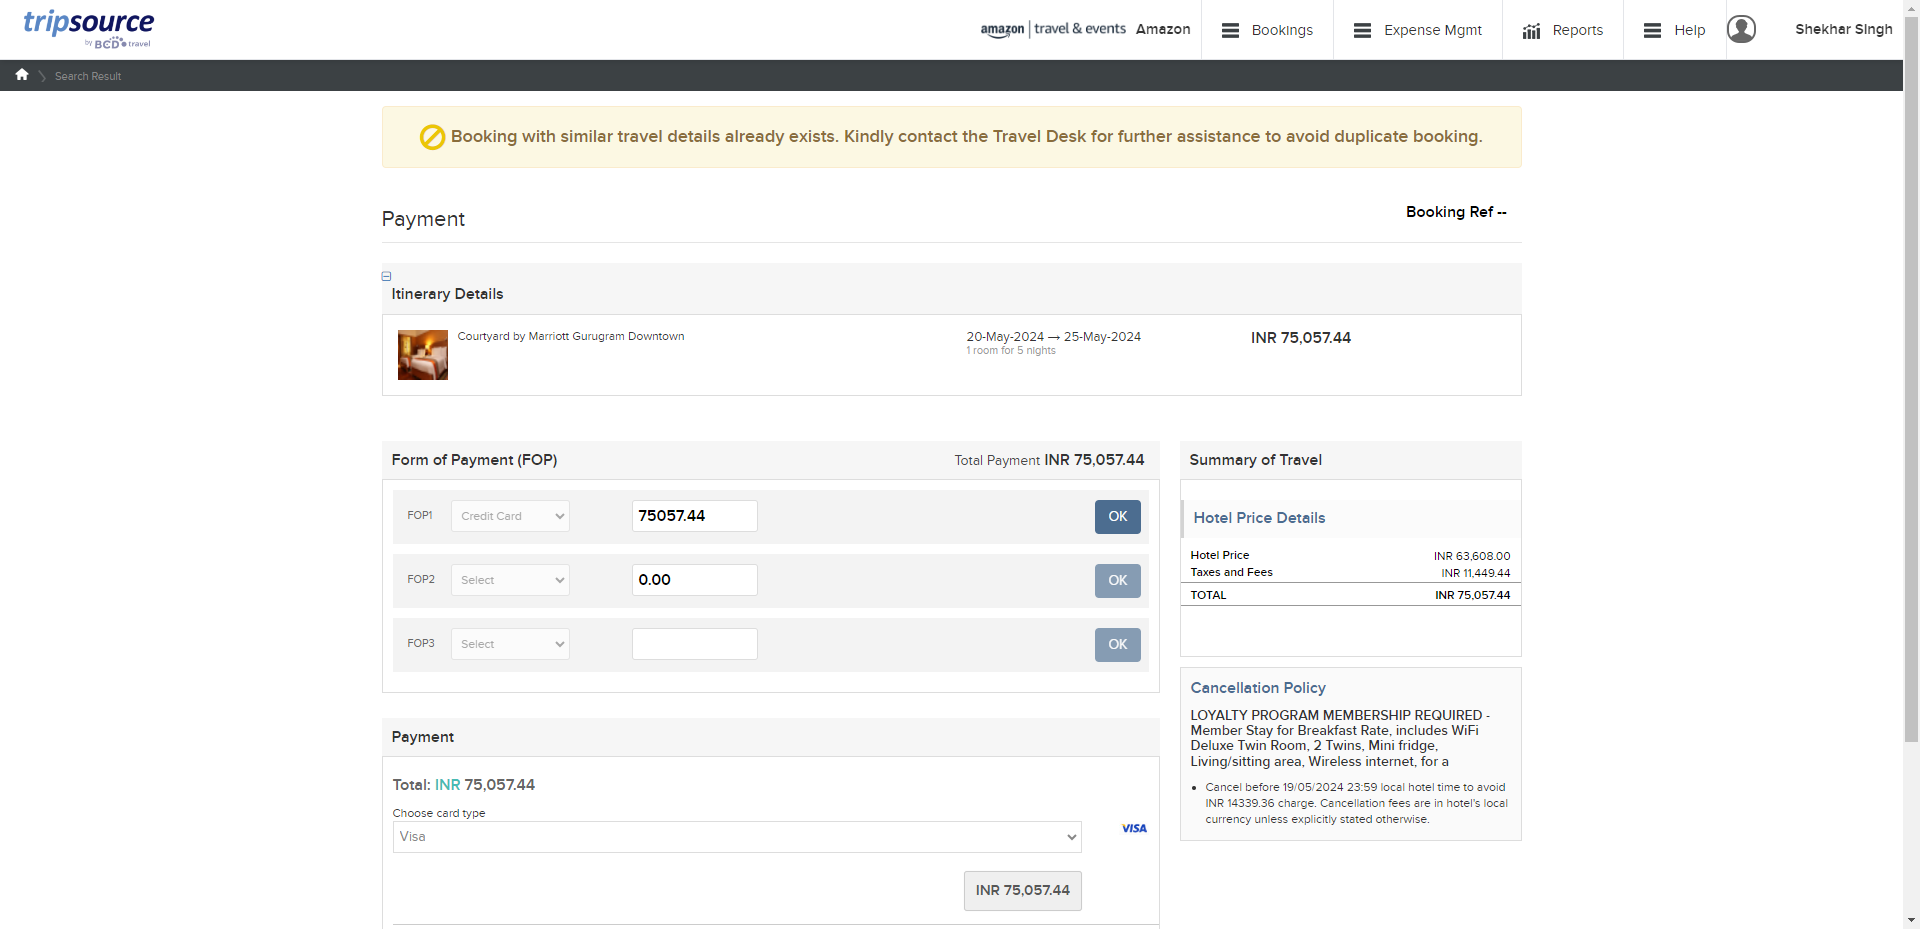 tripsource
by BCD travel
amazon | travel & events Amazon
Bookings
Expense Mgmt
Reports
Help
Shekhar Singh
Search Result
Booking with similar travel details already exists. Kindly contact the Travel Desk for further assistance to avoid duplicate booking.
Payment
Booking Ref --
Itinerary Details
Courtyard by Marriott Gurugram Downtown
20-May-2024 → 25-May-2024
1 room for 5 nights
INR 75,057.44
Form of Payment (FOP)
Total Payment INR 75,057.44
FOP1 Credit Card 75057.44 OK
FOP2 Select 0.00 OK
FOP3 Select OK
Payment
Total: INR 75,057.44
Choose card type
Visa
VISA
INR 75,057.44
Summary of Travel
Hotel Price Details
Hotel Price INR 63,608.00
Taxes and Fees INR 11,449.44
TOTAL INR 75,057.44
Cancellation Policy
LOYALTY PROGRAM MEMBERSHIP REQUIRED -
Member Stay for Breakfast Rate, includes WiFi
Deluxe Twin Room, 2 Twins, Mini fridge,
Living/sitting area, Wireless internet, for a
• Cancel before 19/05/2024 23:59 local hotel time to avoid
INR 14339.36 charge. Cancellation fees are in hotel's local
currency unless explicitly stated otherwise.